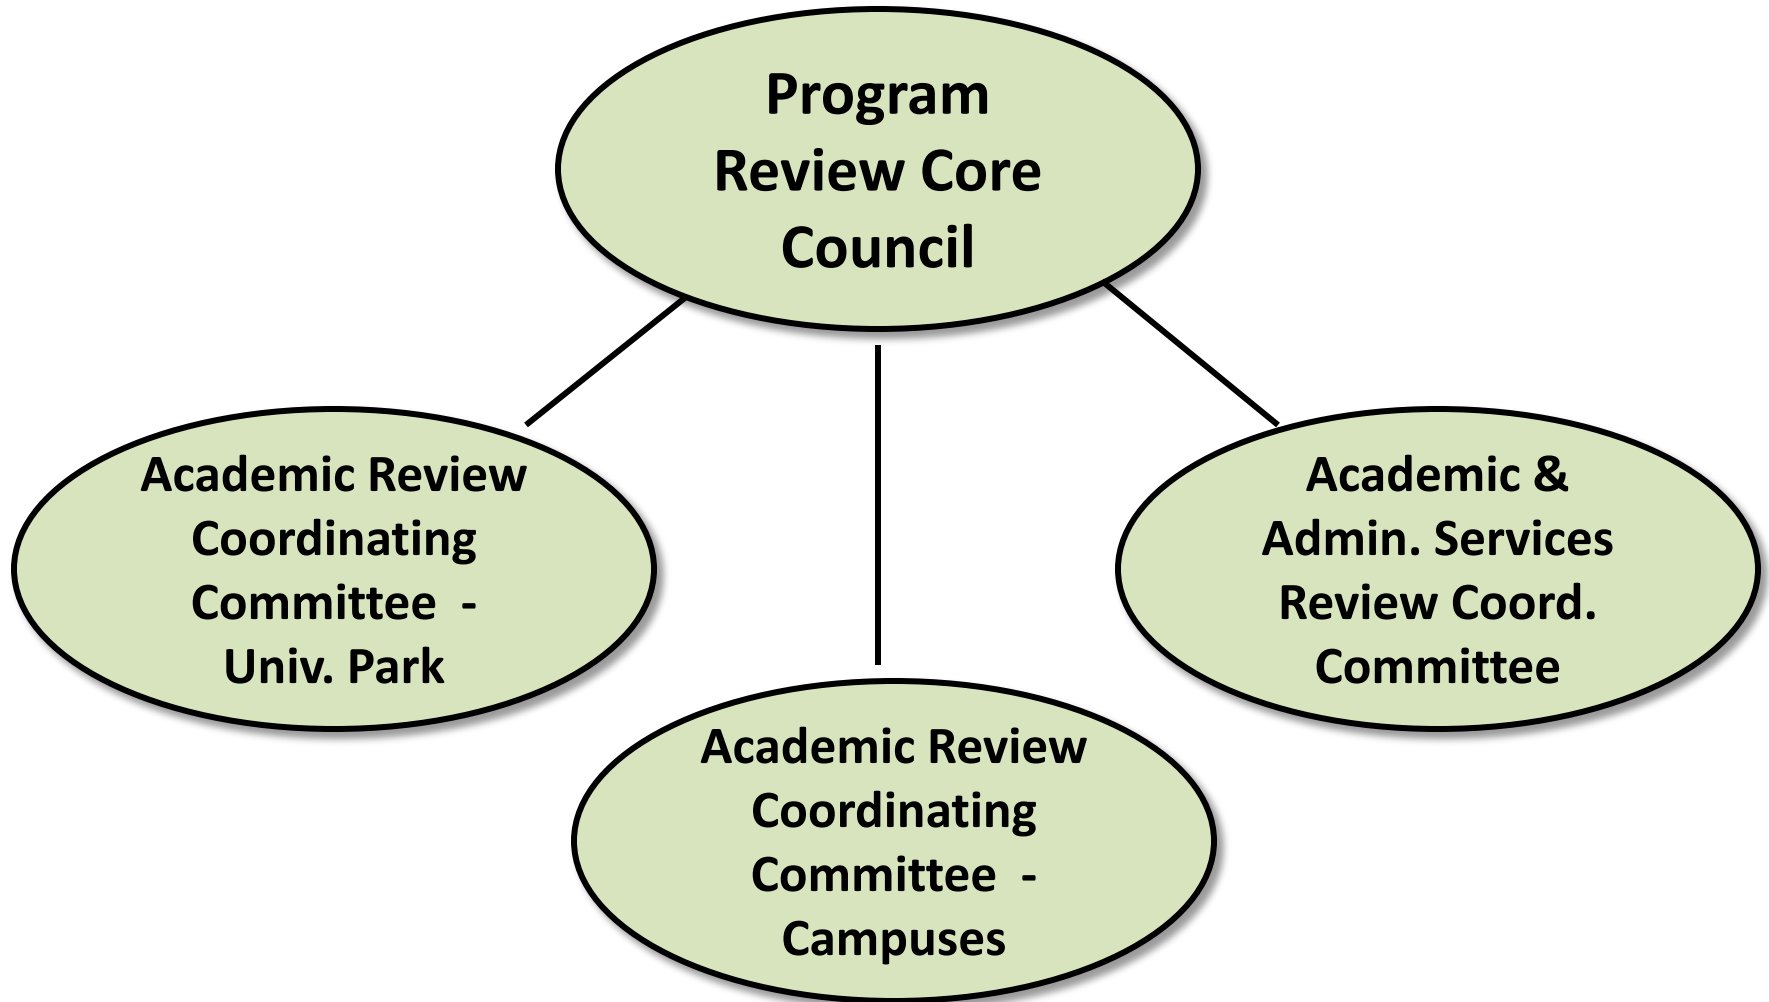 Program
Review Core
Council
Academic Review
Coordinating
Committee  -
Univ. Park
Academic &
Admin. Services
Review Coord.
Committee
Academic Review
Coordinating
Committee  -
Campuses